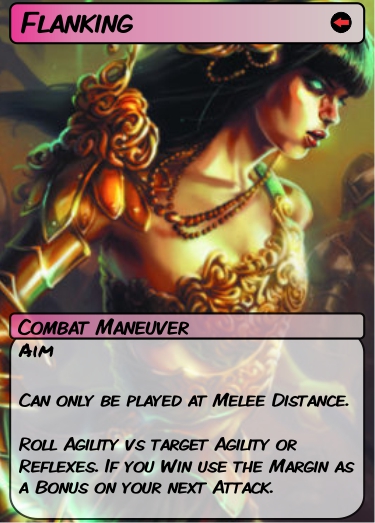 Flanking
Combat Maneuver
Aim
Can only be played at Melee Distance.
Roll Agility vs target Agility or
Reflexes. If you Win use the Margin as
a Bonus on your next Attack.